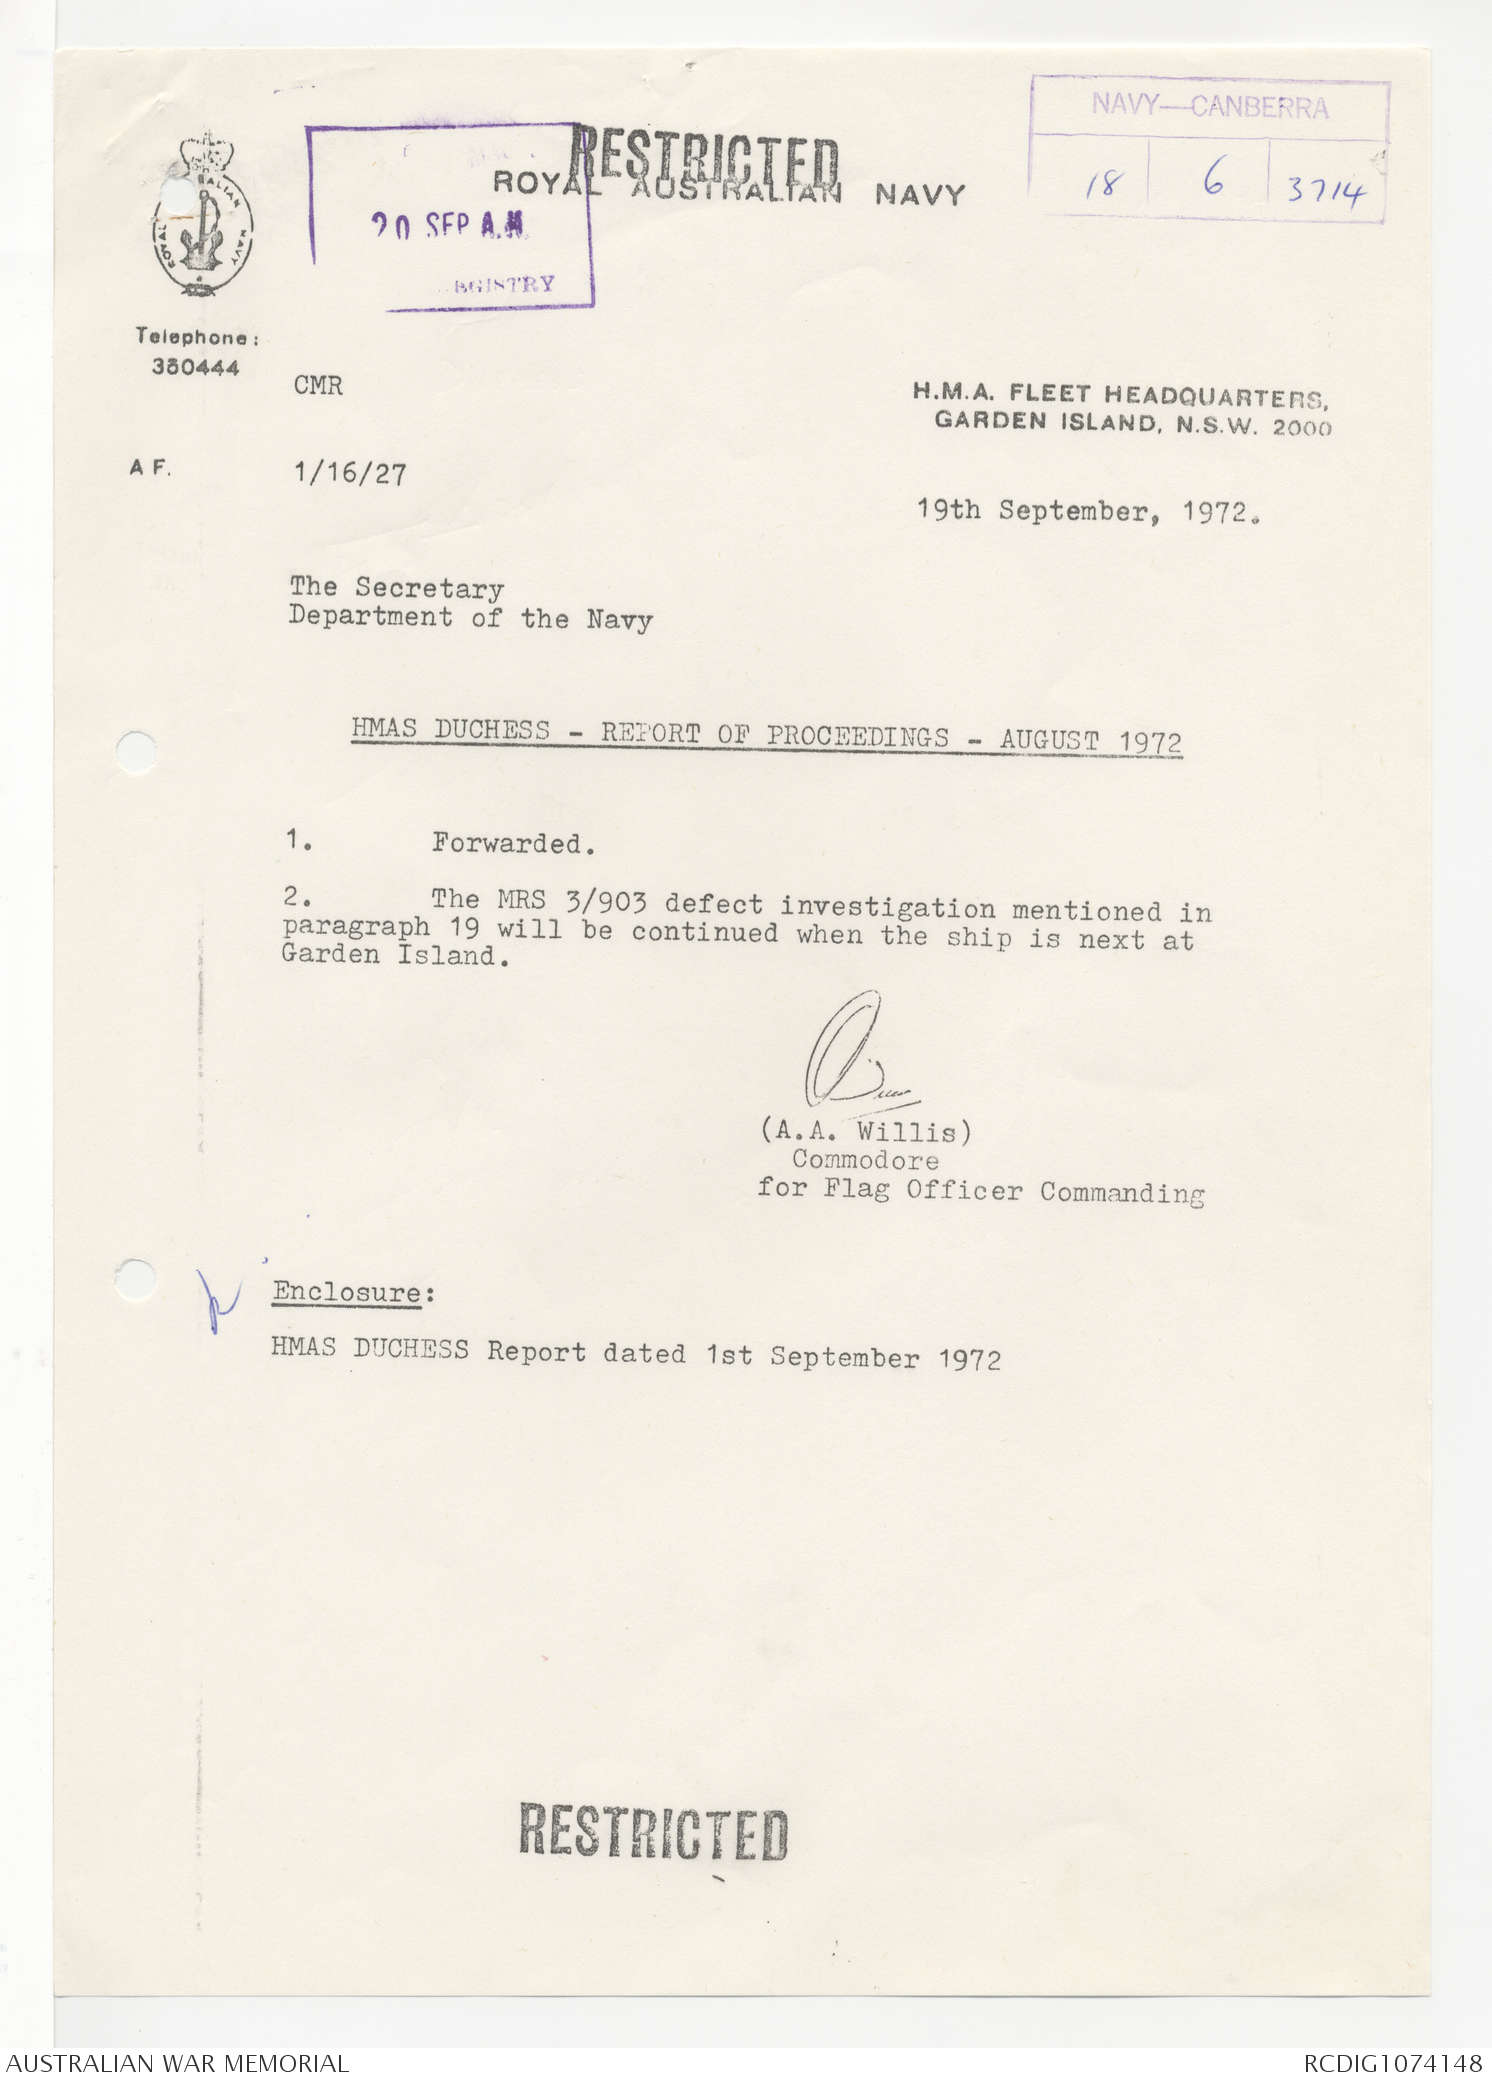 NAVY—CANBERRA
18 6 3714
RESTRICTED
ROYAL AUSTRALIAN NAVY
20 SEP A.M.
ROYAL AUSTRALIAN NAVY
Telephone:
CMR
H.M.A. FLEET HEADQUARTERS,
GARDEN ISLAND, N.S.W. 2000
A F. 1/16/27
19th September, 1972.
The Secretary
Department of the Navy
HMAS DUCHESS - REPORT OF PROCEEDINGS - AUGUST 1972
1. Forwarded.
2. The MRS 3/903 defect investigation mentioned in
paragraph 19 will be continued when the ship is next at
Garden Island.
(A.A. Willis)
Commodore
for Flag Officer Commanding
Enclosure:
HMAS DUCHESS Report dated 1st September 1972
RESTRICTED
AUSTRALIAN WAR MEMORIAL
RCDIG1074148